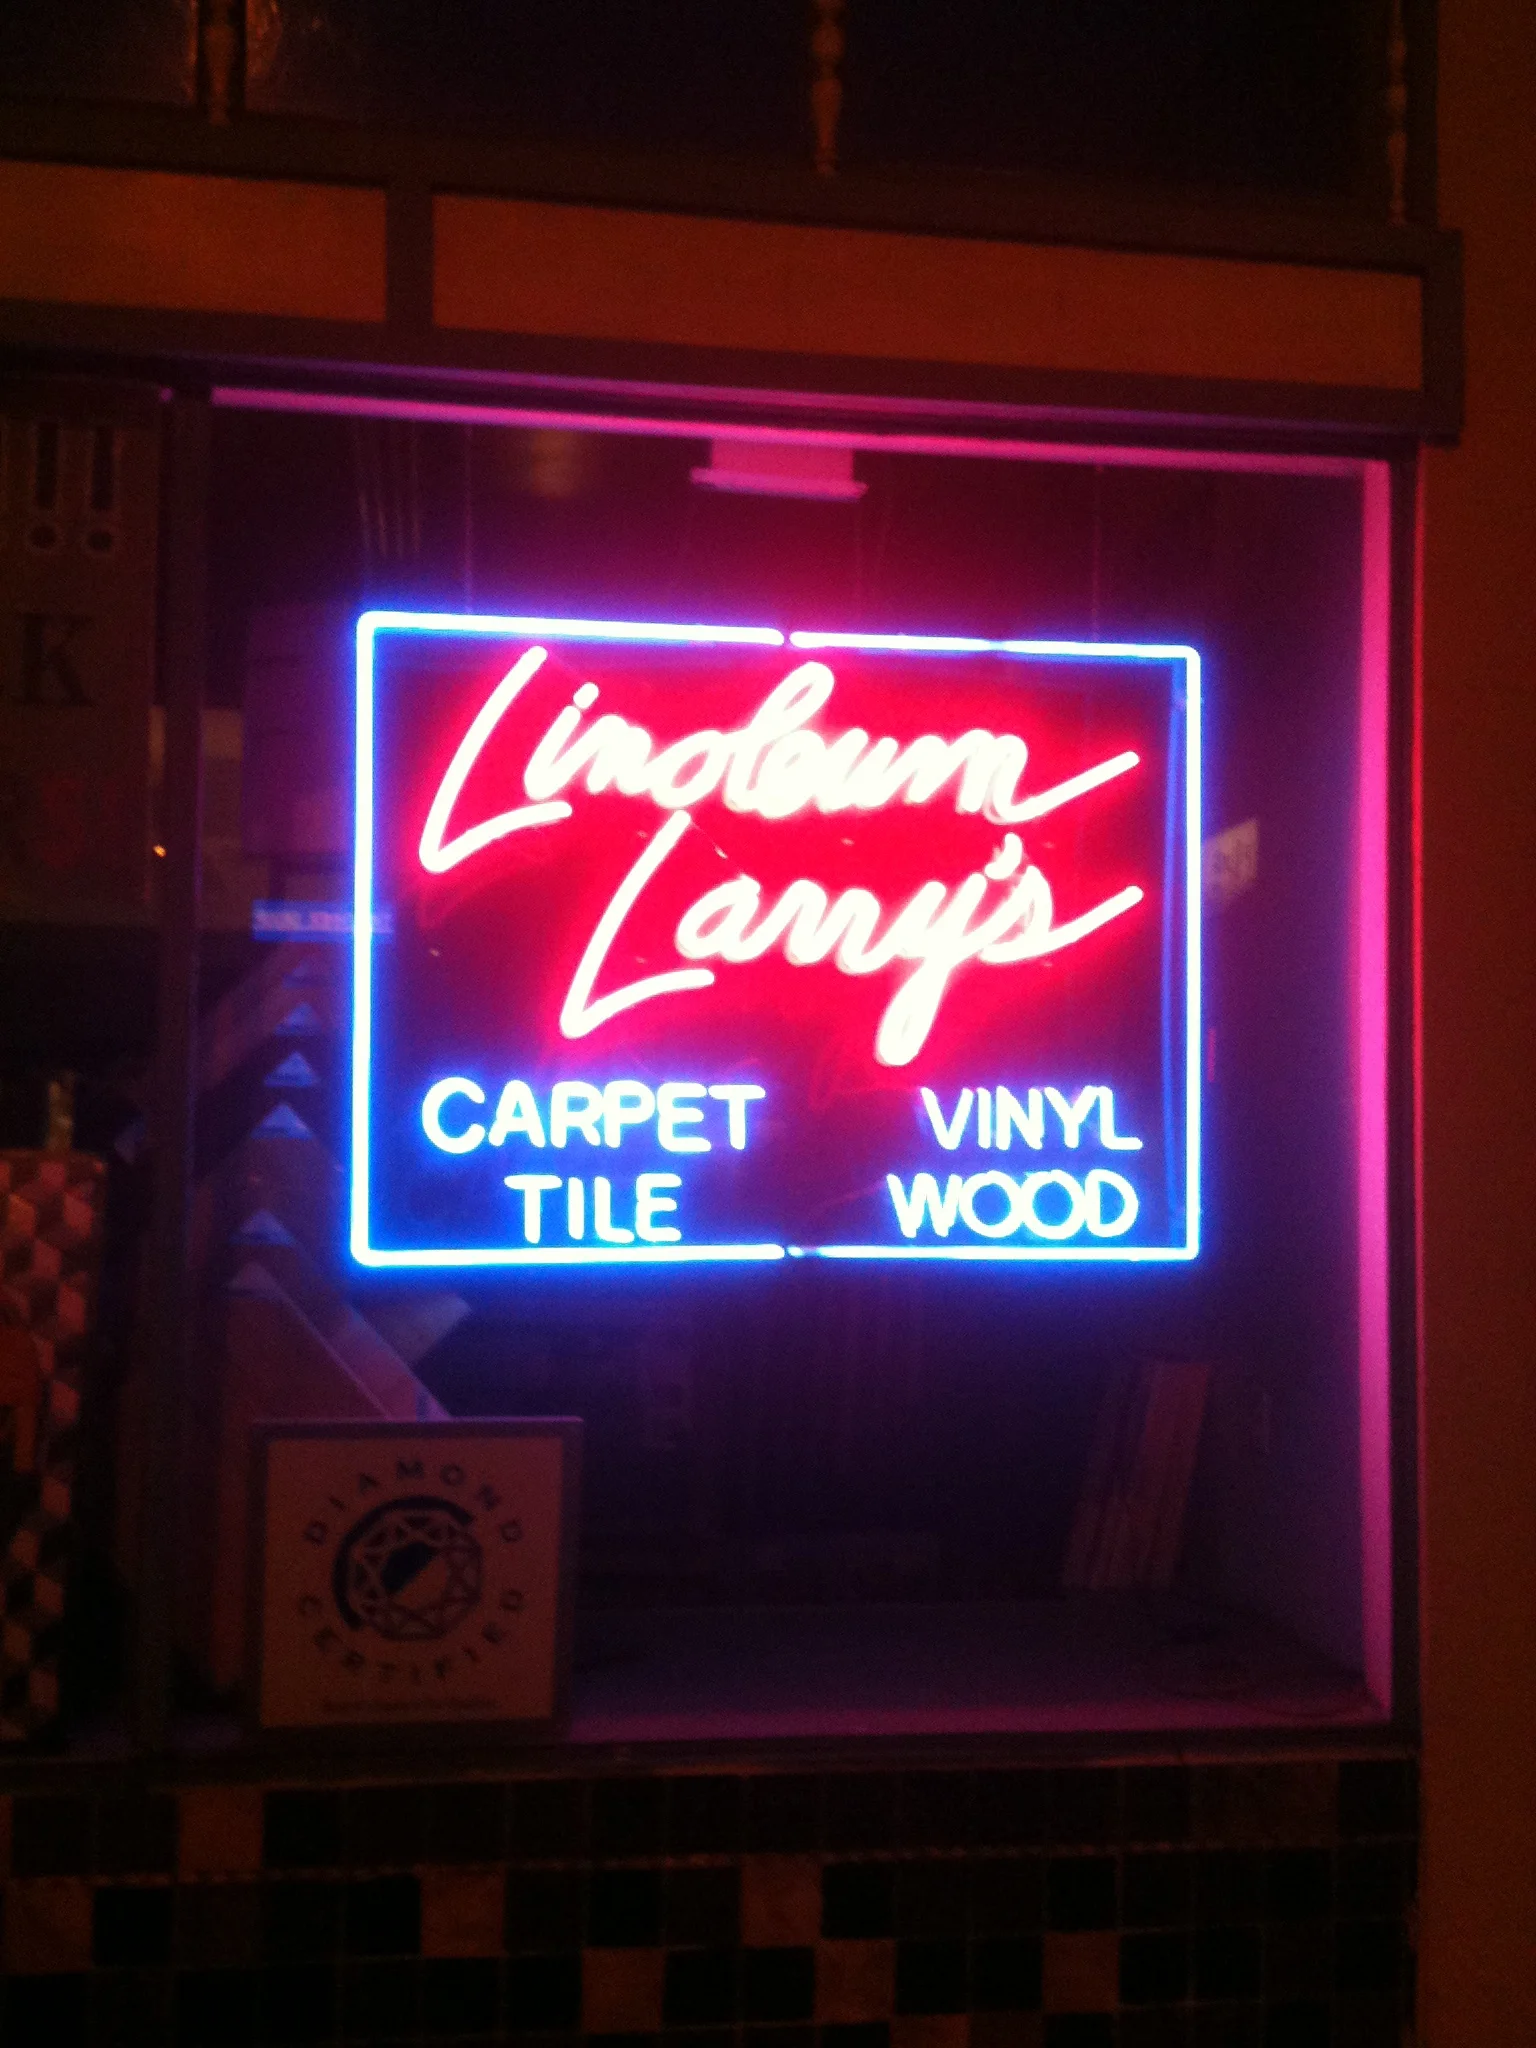 Linoleum
Larry's
CARPET VINYL
TILE WOOD
!!
K
DIAMOND
CERTIFIED